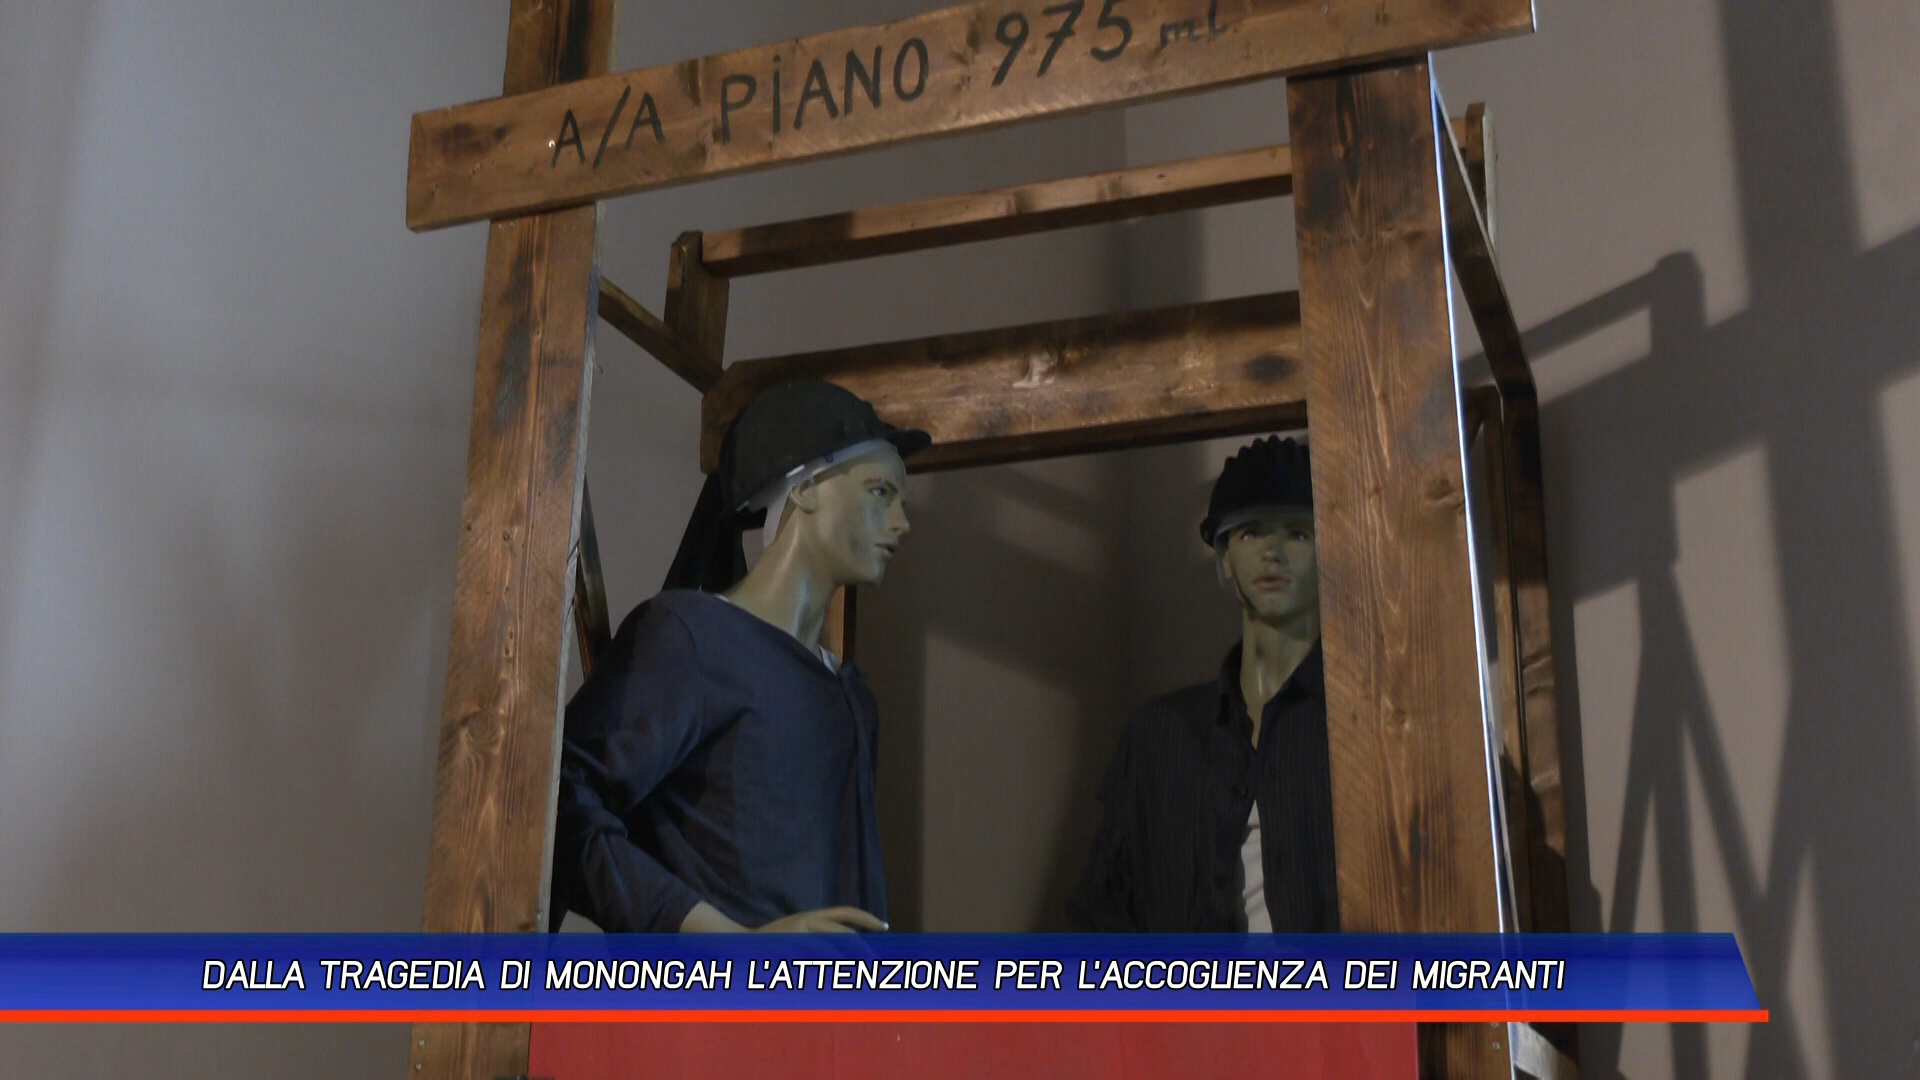 A/A PiANO 975 ml.
DALLA TRAGEDIA DI MONONGAH L'ATTENZIONE PER L'ACCOGLIENZA DEI MIGRANTI